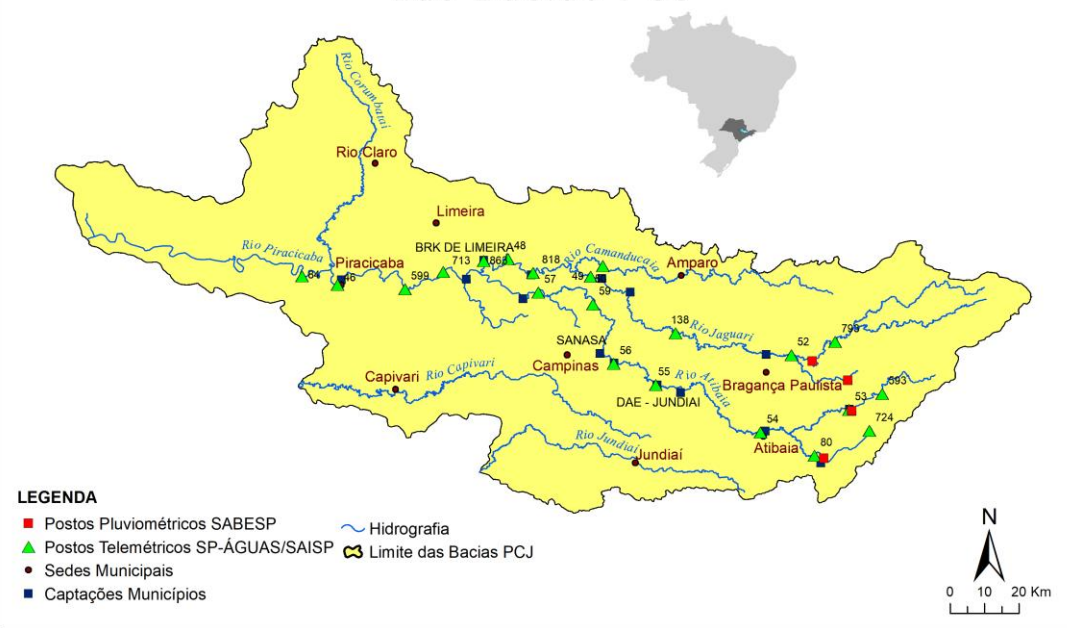 Rio Corumbataí
Rio Claro
Limeira
Rio Piracicaba
Piracicaba
BRK DE LIMEIRA
48
Rio Camanducaia
Amparo
64
46
599
713
818
57
49
59
138
Rio Jaguari
52
SANASA
Campinas
56
55
Rio Atibaia
DAE - JUNDIAI
Bragança Paulista
593
53
724
54
Atibaia
80
Capivari
Rio Capivari
Rio Jundiaí
Jundiaí
LEGENDA
Postos Pluviométricos SABESP
Postos Telemétricos SP-ÁGUAS/SAISP
Sedes Municipais
Captações Municípios
Hidrografia
Limite das Bacias PCJ
N
0 10 20 Km